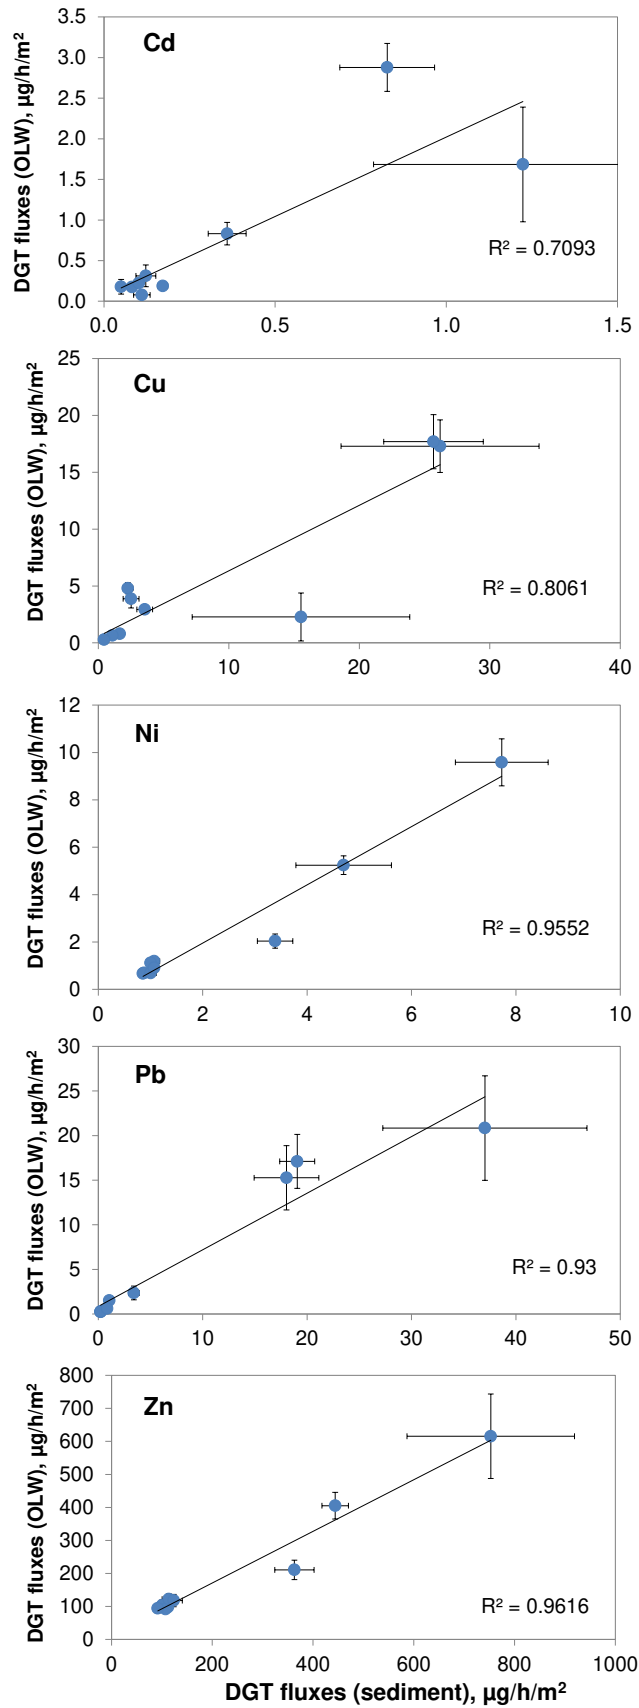 Cd
DGT fluxes (OLW), µg/h/m²
3.5
3.0
2.5
2.0
1.5
1.0
0.5
0.0
R² = 0.7093
0.0 0.5 1.0 1.5
Cu
DGT fluxes (OLW), µg/h/m²
25
20
15
10
5
0
R² = 0.8061
0 10 20 30 40
Ni
DGT fluxes (OLW), µg/h/m²
12
10
8
6
4
2
0
R² = 0.9552
0 2 4 6 8 10
Pb
DGT fluxes (OLW), µg/h/m²
30
25
20
15
10
5
0
R² = 0.93
0 10 20 30 40 50
Zn
DGT fluxes (OLW), µg/h/m²
800
700
600
500
400
300
200
100
0
R² = 0.9616
0 200 400 600 800 1000
DGT fluxes (sediment), µg/h/m²